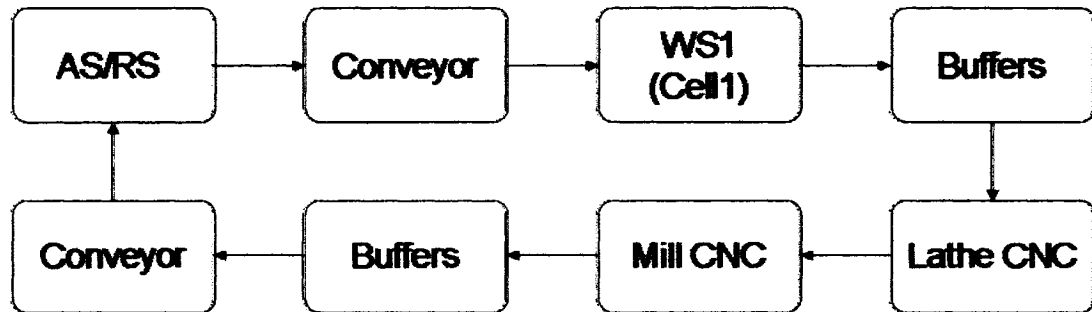 AS/RS
Conveyor
WS1
(Cell1)
Buffers
Conveyor
Buffers
Mill CNC
Lathe CNC